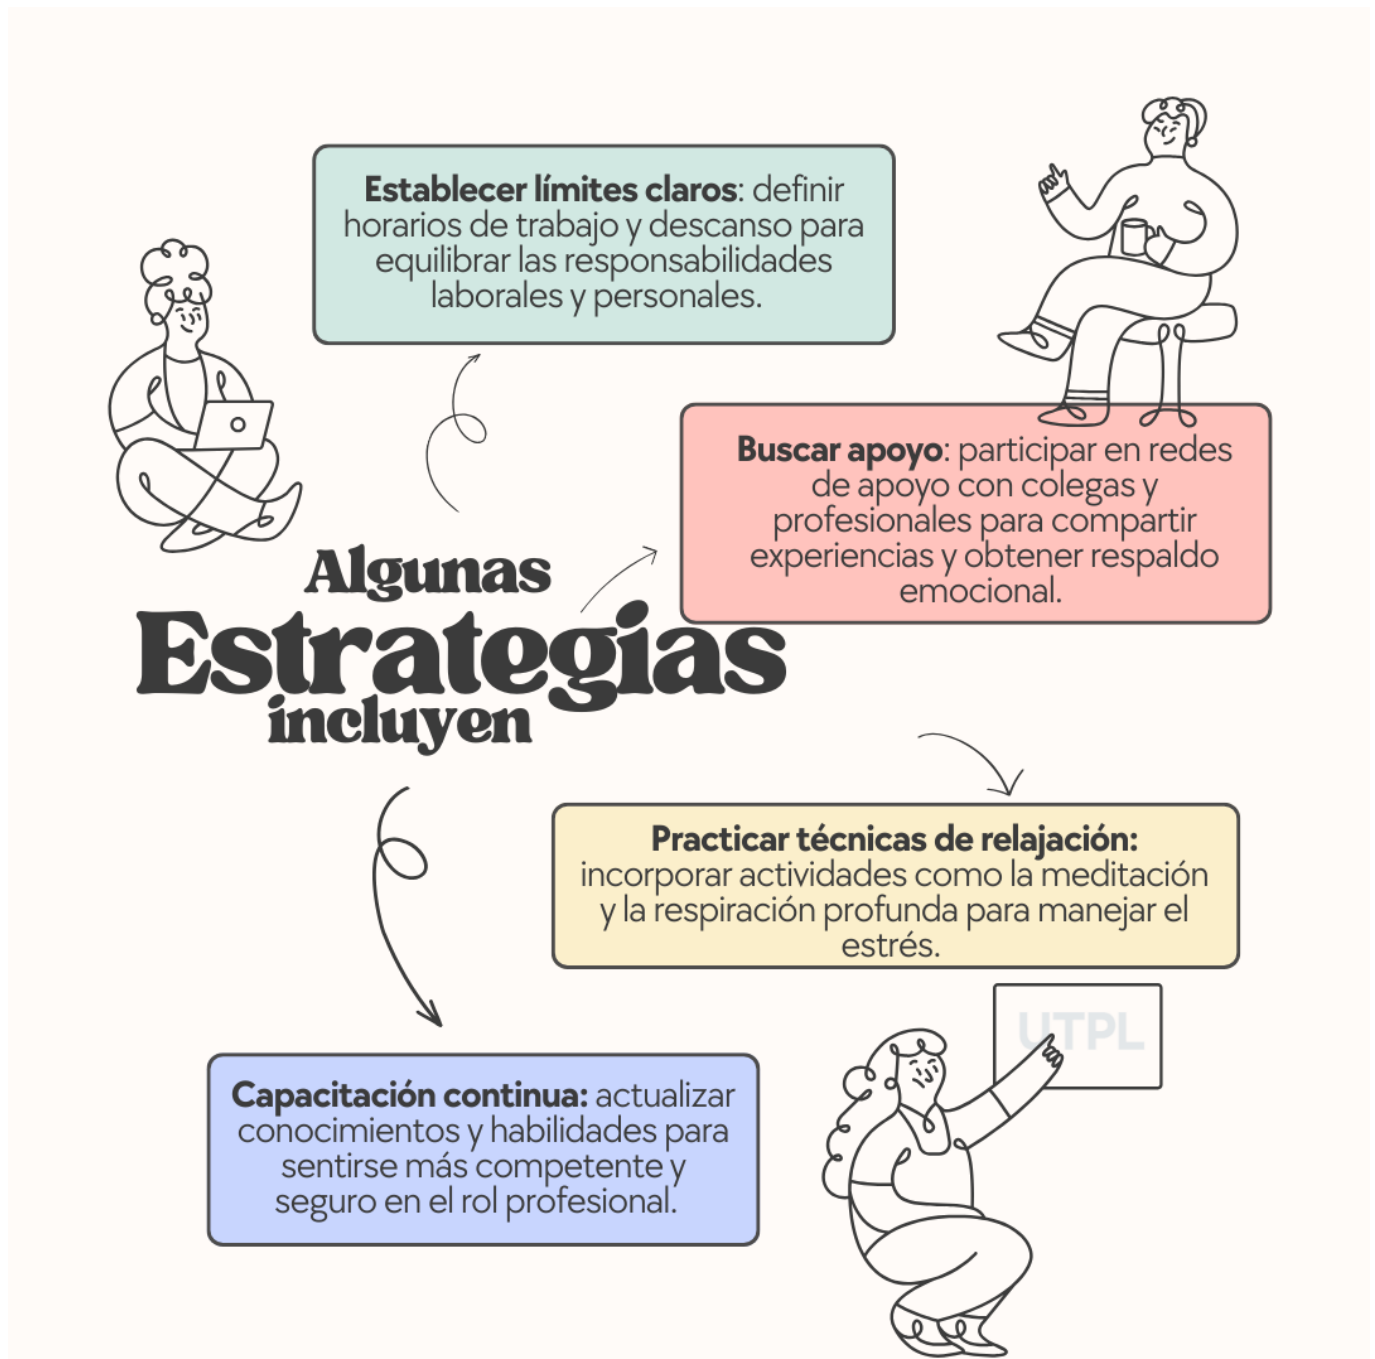 Establecer límites claros: definir
horarios de trabajo y descanso para
equilibrar las responsabilidades
laborales y personales.
Buscar apoyo: participar en redes
de apoyo con colegas y
profesionales para compartir
experiencias y obtener respaldo
emocional.
Algunas
Estrategias
incluyen
Practicar técnicas de relajación:
incorporar actividades como la meditación
y la respiración profunda para manejar el
estrés.
UTPL
Capacitación continua: actualizar
conocimientos y habilidades para
sentirse más competente y
seguro en el rol profesional.